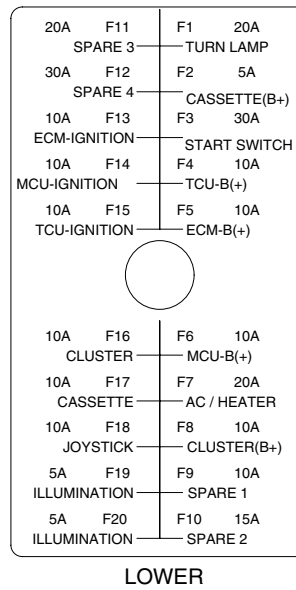 20A F11 F1 20A
SPARE 3 TURN LAMP
30A F12 F2 5A
SPARE 4 CASSETTE(B+)
10A F13 F3 30A
ECM-IGNITION START SWITCH
10A F14 F4 10A
MCU-IGNITION TCU-B(+)
10A F15 F5 10A
TCU-IGNITION ECM-B(+)
10A F16 F6 10A
CLUSTER MCU-B(+)
10A F17 F7 20A
CASSETTE AC / HEATER
10A F18 F8 10A
JOYSTICK CLUSTER(B+)
5A F19 F9 10A
ILLUMINATION SPARE 1
5A F20 F10 15A
ILLUMINATION SPARE 2
LOWER